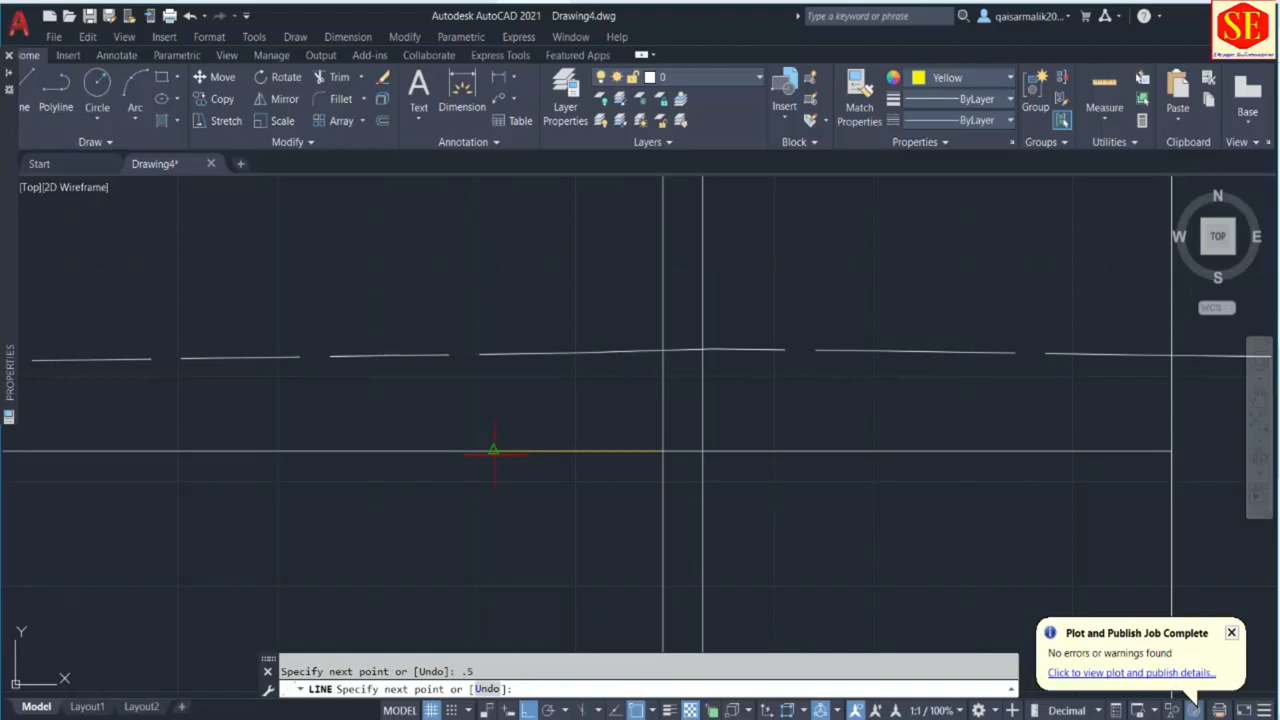 Autodesk AutoCAD 2021 Drawing4.dwg
Type a keyword or phrase
qaisarmalik20...
SE
File Edit View Insert Format Tools Draw Dimension Modify Parametric Express Window Help
ome Insert Annotate Parametric View Manage Output Add-ins Collaborate Express Tools Featured Apps
Move Rotate Trim
0
Yellow
ne Polyline Circle Arc
Copy Mirror Fillet
Text Dimension
Layer Properties
Insert
Match Properties
ByLayer
Group
Measure
Paste
Base
Stretch Scale Array
Table
ByLayer
Draw Modify Annotation Layers Block Properties Groups Utilities Clipboard View
Start Drawing4*
[Top][2D Wireframe]
N
W TOP E
S
WCS
PROPERTIES
Y
X
Plot and Publish Job Complete
No errors or warnings found
Click to view plot and publish details...
Specify next point or [Undo]: .5
LINE Specify next point or [Undo]:
Model Layout1 Layout2
MODEL 1:1 / 100% Decimal